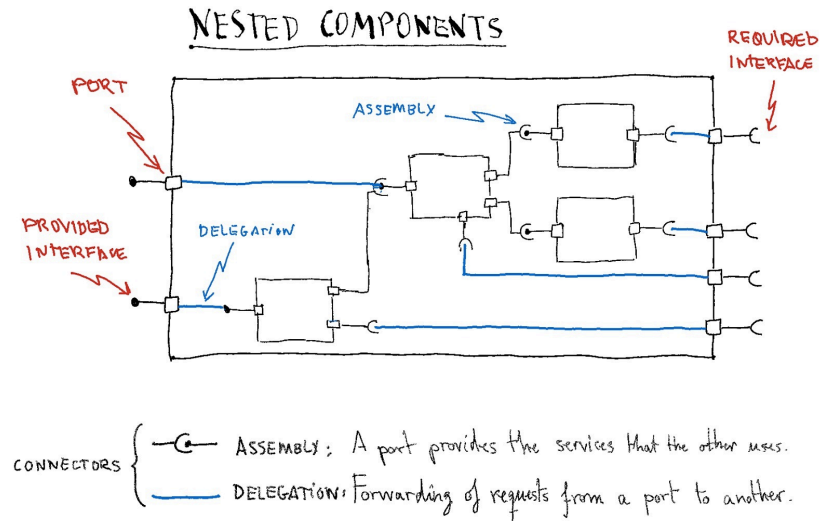 NESTED COMPONENTS
REQUIRED
INTERFACE
PORT
ASSEMBLY
PROVIDED
INTERFACE
DELEGATION
CONNECTORS
ASSEMBLY: A port provides the services that the other uses.
DELEGATION: Forwarding of requests from a port to another.